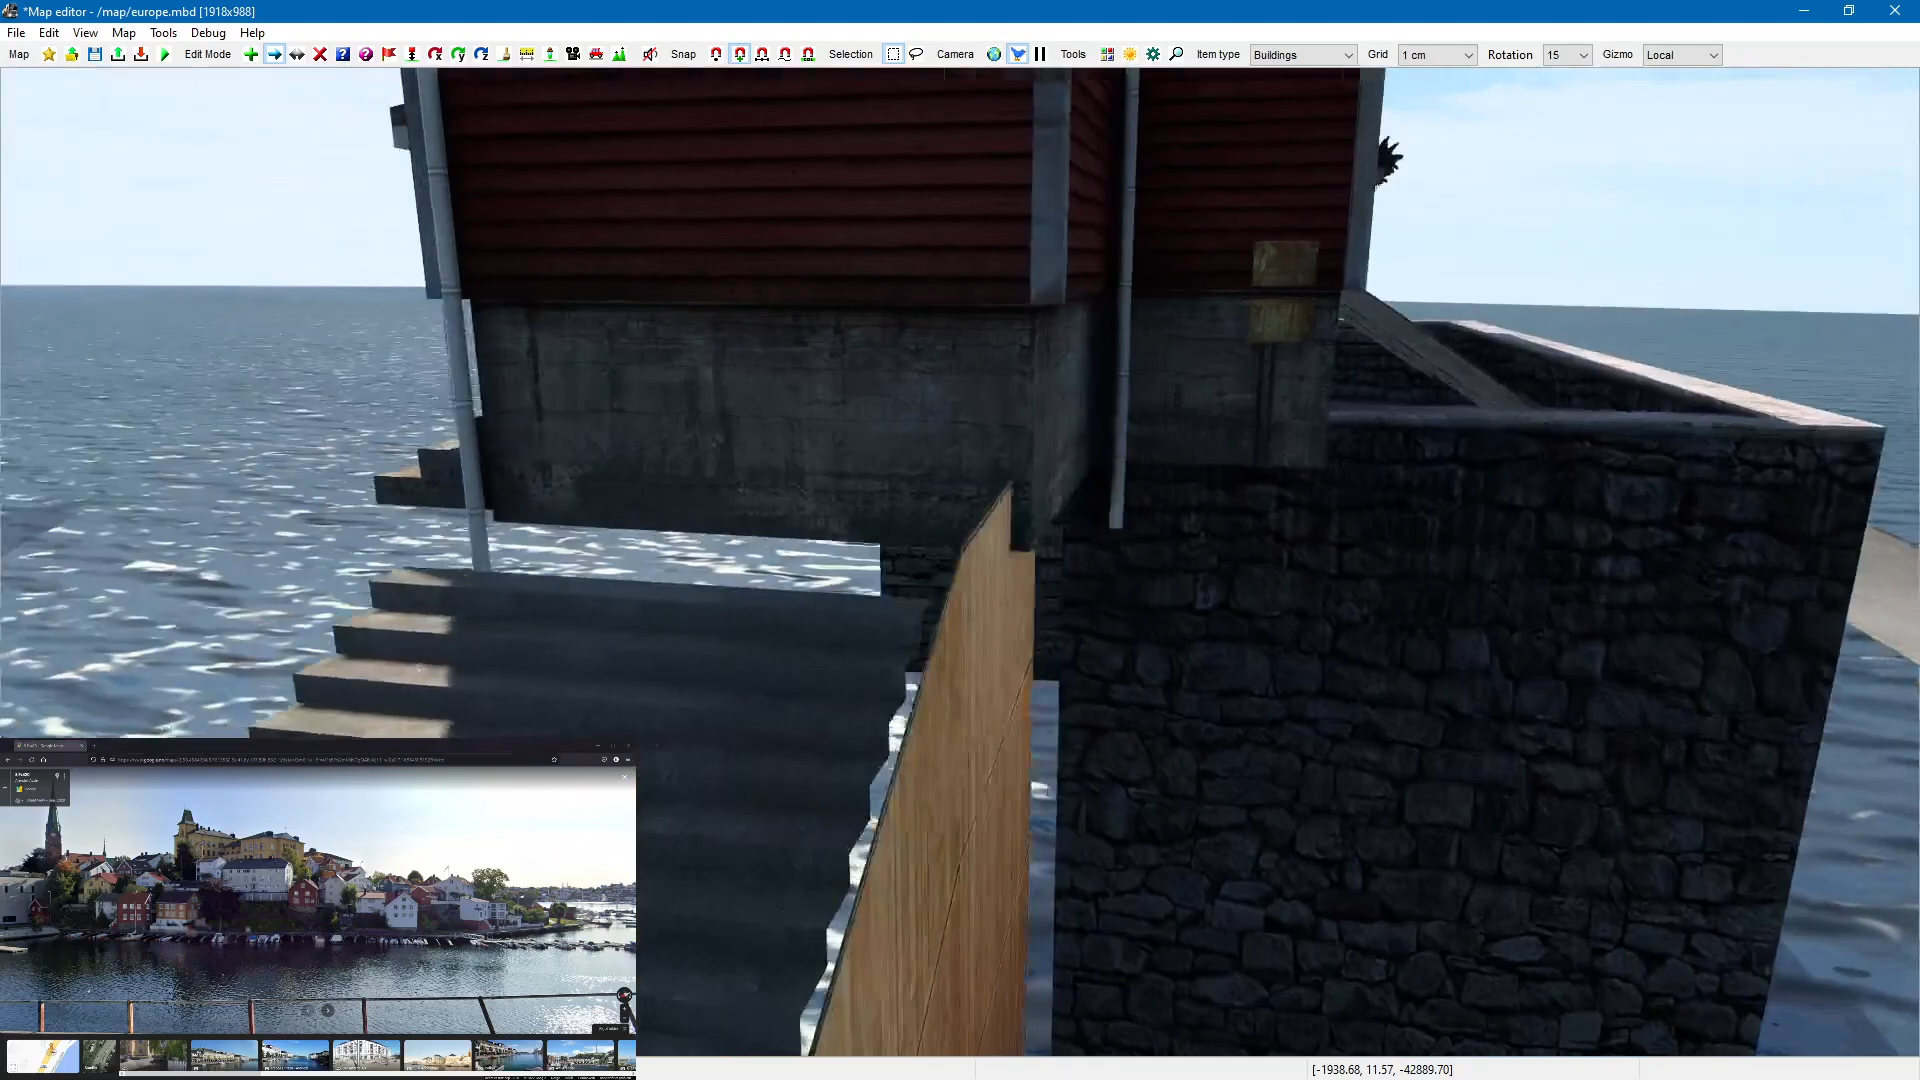 *Map editor - /map/europe.mbd [1918x988]
File Edit View Map Tools Debug Help
Map Edit Mode Snap Selection Camera Tools Item type Buildings Grid 1 cm Rotation 15 Gizmo Local
[-1938.68, 11.57, -42889.70]